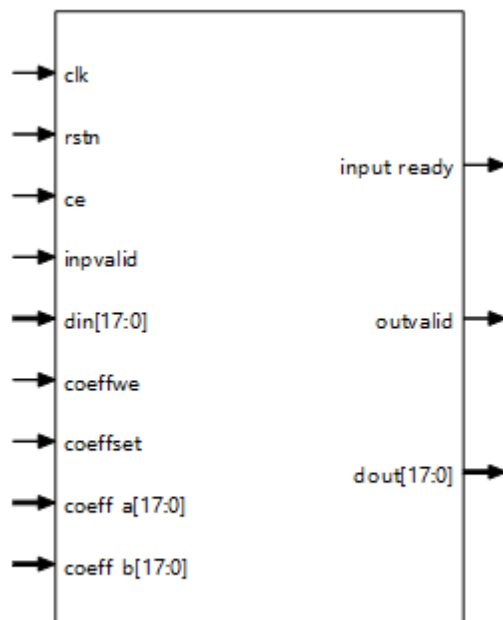 clk
rstn
input ready
ce
inpvalid
din[17:0]
outvalid
coeffwe
coeffset
dout[17:0]
coeff a[17:0]
coeff b[17:0]